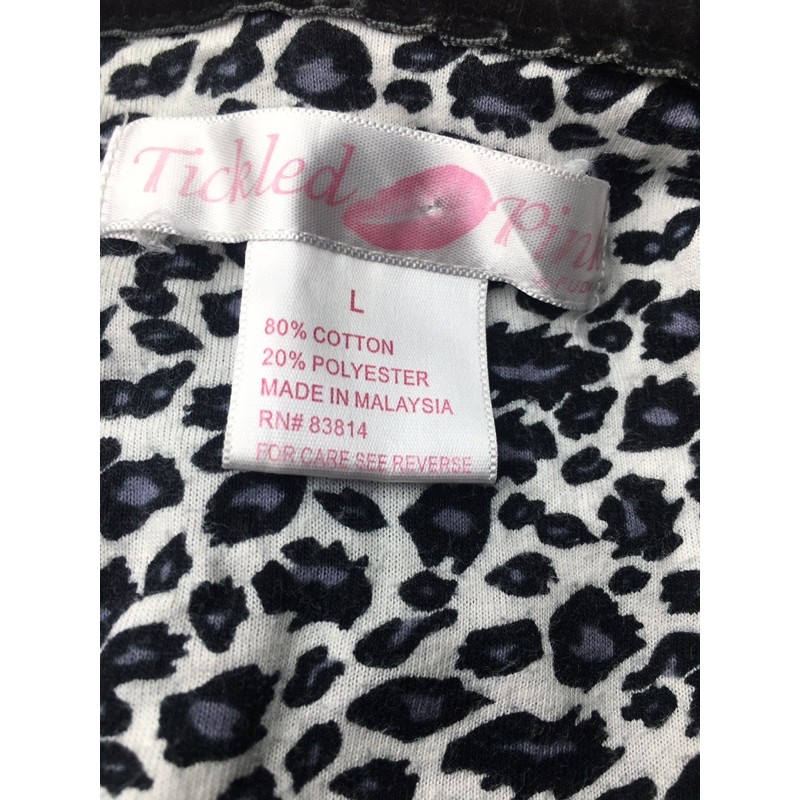 Tickled Pink
L
80% COTTON
20% POLYESTER
MADE IN MALAYSIA
RN# 83814
FOR CARE SEE REVERSE